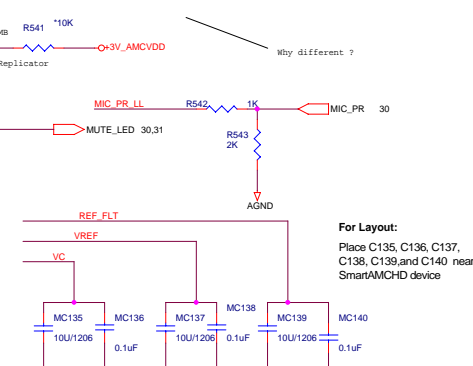 MB
R541
*10K
+3V_AMCVDD
Replicator
Why different ?
MIC_PR_LL
R542
1K
MIC_PR
30
MUTE_LED 30,31
R543
2K
AGND
REF_FLT
VREF
VC
For Layout:
Place C135, C136, C137,
C138, C139,and C140 near
SmartAMCHD device
MC135
10U/1206
MC136
0.1uF
MC137
10U/1206
MC138
0.1uF
MC139
10U/1206
MC140
0.1uF